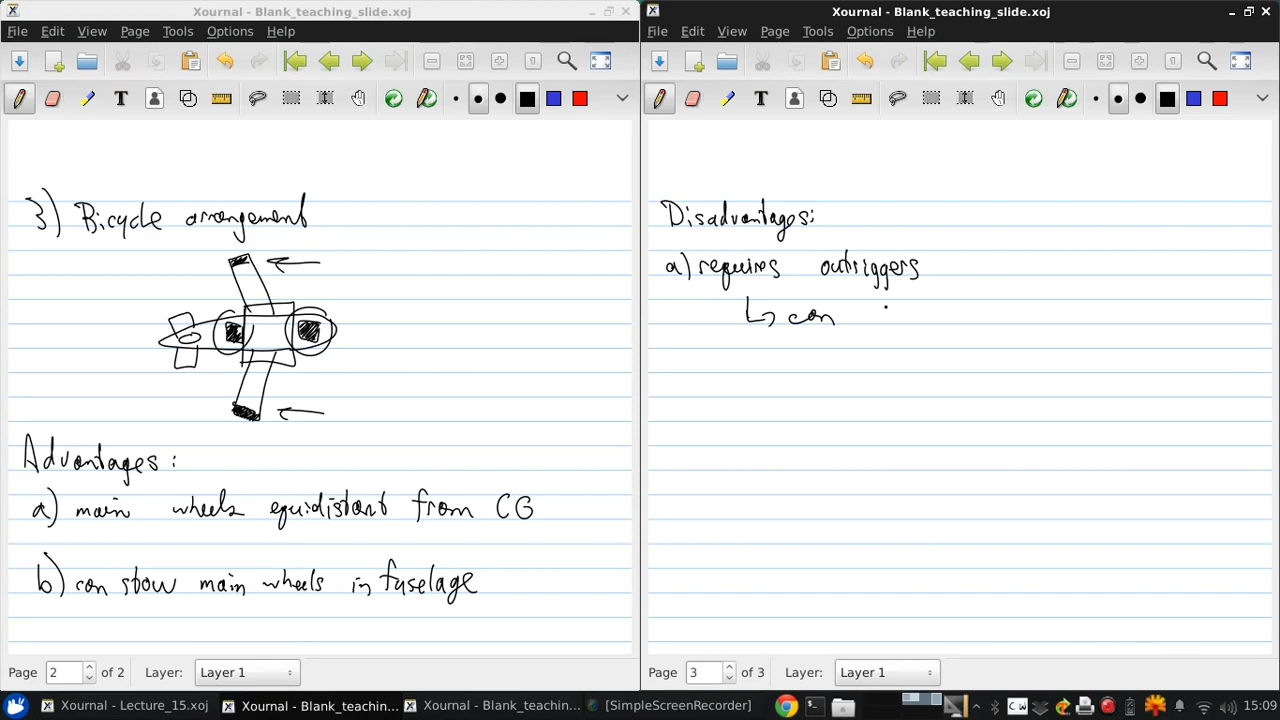 Xournal - Blank_teaching_slide.xoj
File Edit View Page Tools Options Help
3) Bicycle arrangement
Advantages:
a) main wheels equidistant from CG
b) can stow main wheels in fuselage
Page 2 of 2 Layer: Layer 1
Xournal - Blank_teaching_slide.xoj
File Edit View Page Tools Options Help
Disadvantages:
a) requires outriggers
↳ can
Page 3 of 3 Layer: Layer 1
Xournal - Lecture_15.xoj Xournal - Blank_teachin... Xournal - Blank_teachin... [SimpleScreenRecorder] CW 15:09